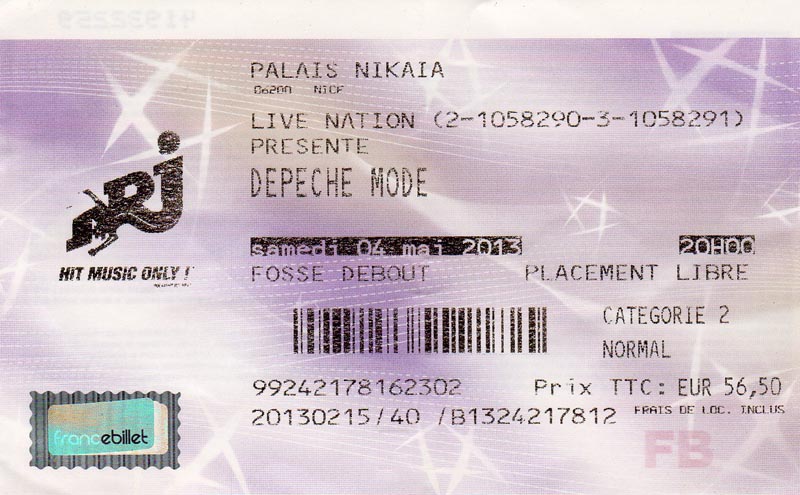 41932259
PALAIS NIKAIA
06200 NICE
LIVE NATION (2-1058290-3-1058291)
PRESENTE
DEPECHE MODE
NRJ
HIT MUSIC ONLY !
samedi 04 mai 2013 20H00
FOSSE DEBOUT PLACEMENT LIBRE
CATEGORIE 2
NORMAL
99242178162302 Prix TTC: EUR 56,50
20130215/40 /B1324217812 FRAIS DE LOC. INCLUS
francebillet
FB